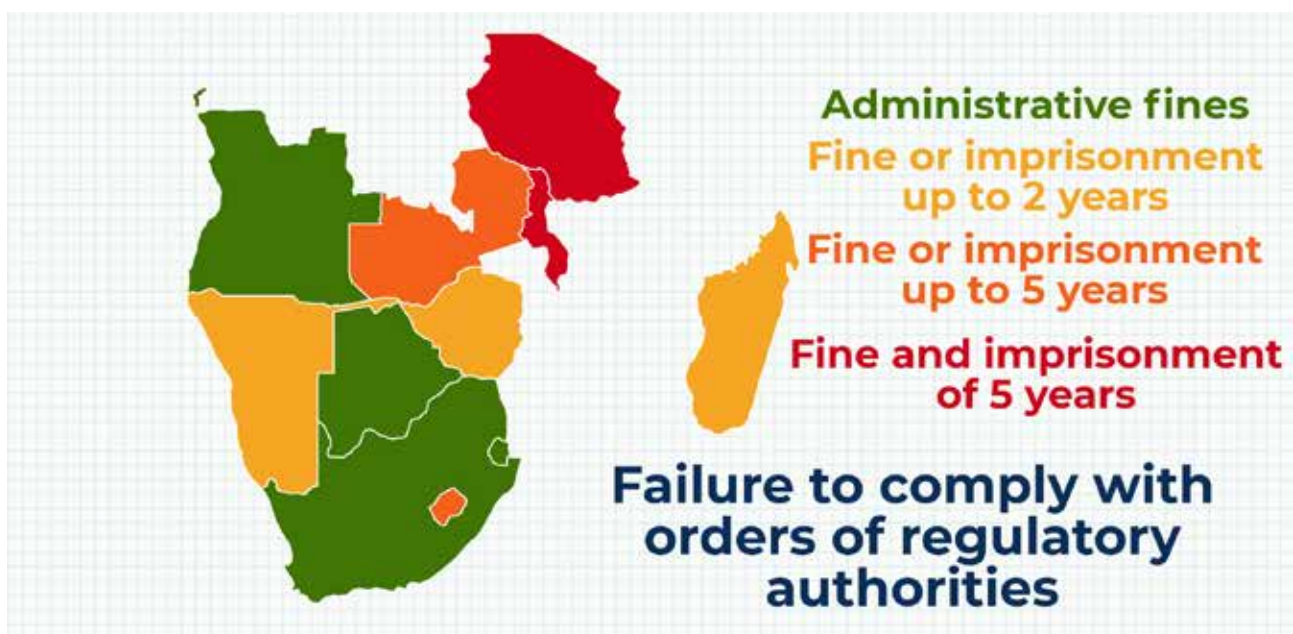 Administrative fines
Fine or imprisonment
up to 2 years
Fine or imprisonment
up to 5 years
Fine and imprisonment
of 5 years
Failure to comply with
orders of regulatory
authorities